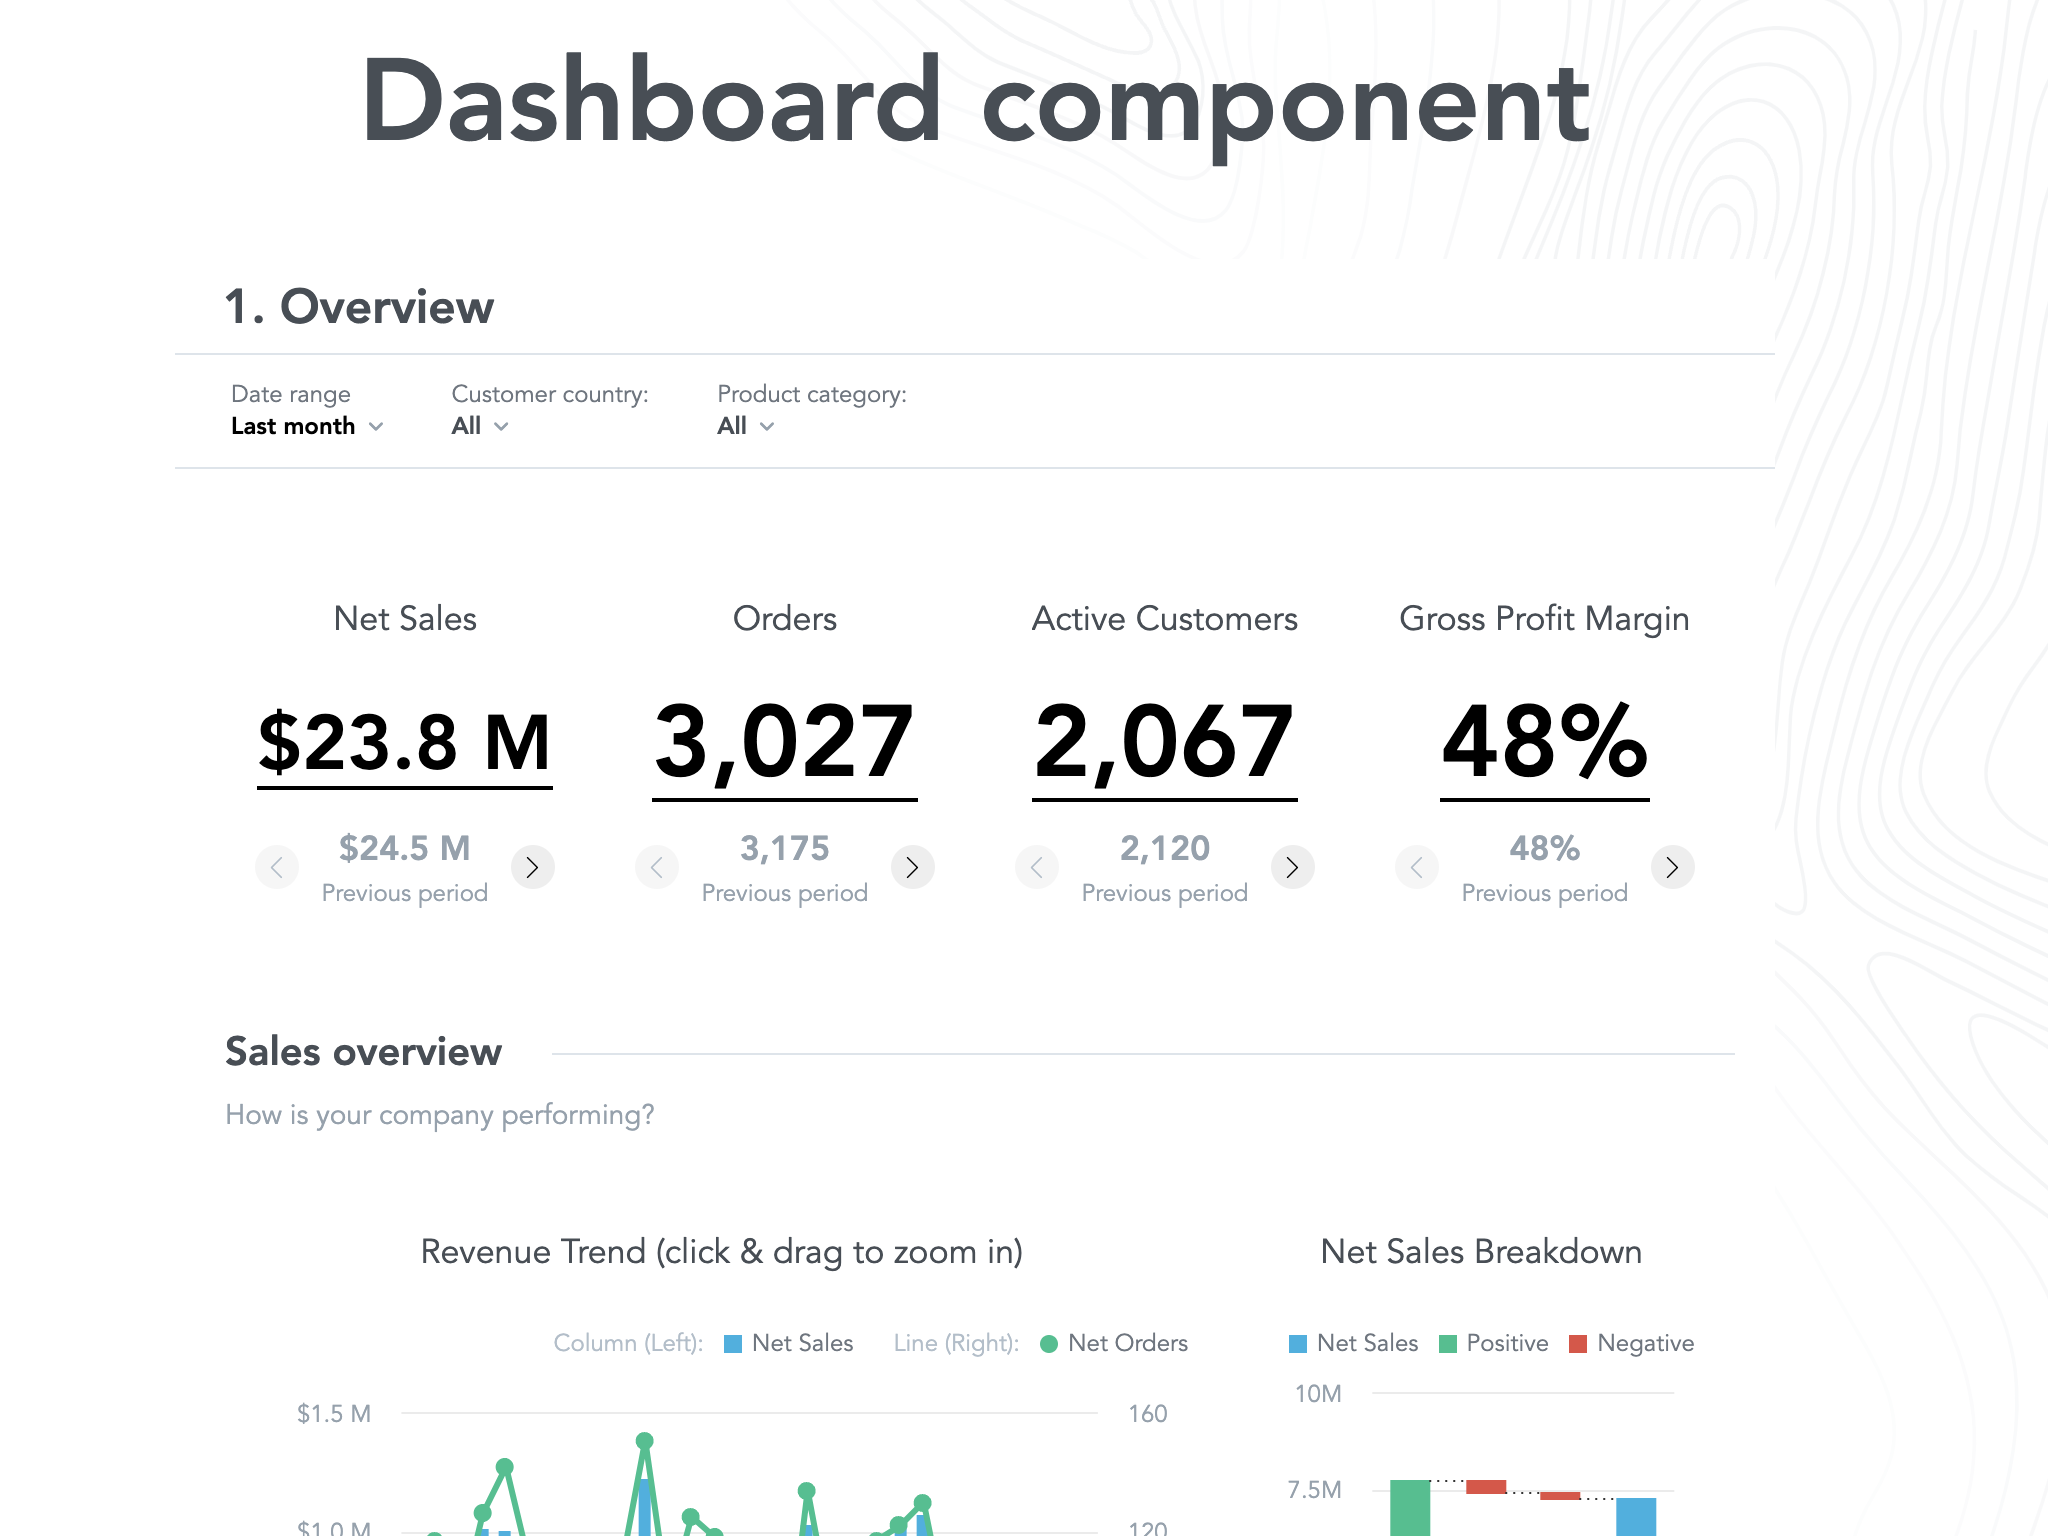 Dashboard component
1. Overview
Date range Customer country: Product category:
Last month All All
Net Sales Orders Active Customers Gross Profit Margin
$23.8 M 3,027 2,067 48%
$24.5 M 3,175 2,120 48%
Previous period Previous period Previous period Previous period
Sales overview
How is your company performing?
Revenue Trend (click & drag to zoom in) Net Sales Breakdown
Column (Left): Net Sales Line (Right): Net Orders Net Sales Positive Negative
$1.5 M 160 10M
7.5M
$1.0 M 120